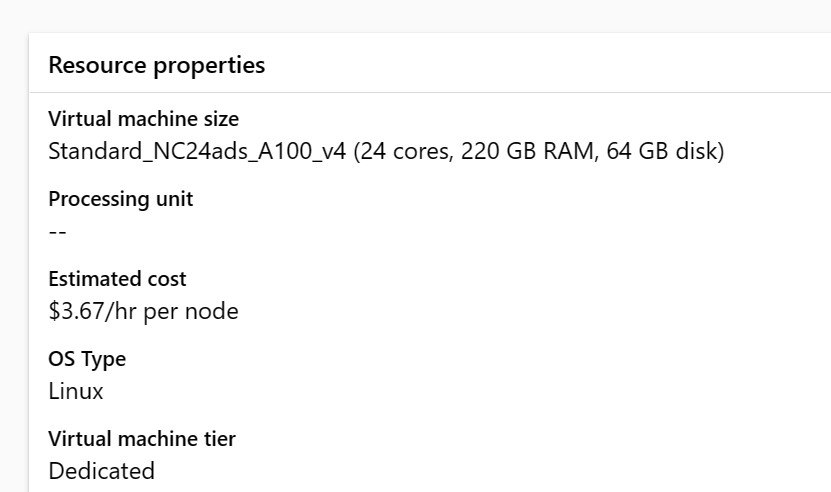 Resource properties
Virtual machine size
Standard_NC24ads_A100_v4 (24 cores, 220 GB RAM, 64 GB disk)
Processing unit
--
Estimated cost
$3.67/hr per node
OS Type
Linux
Virtual machine tier
Dedicated